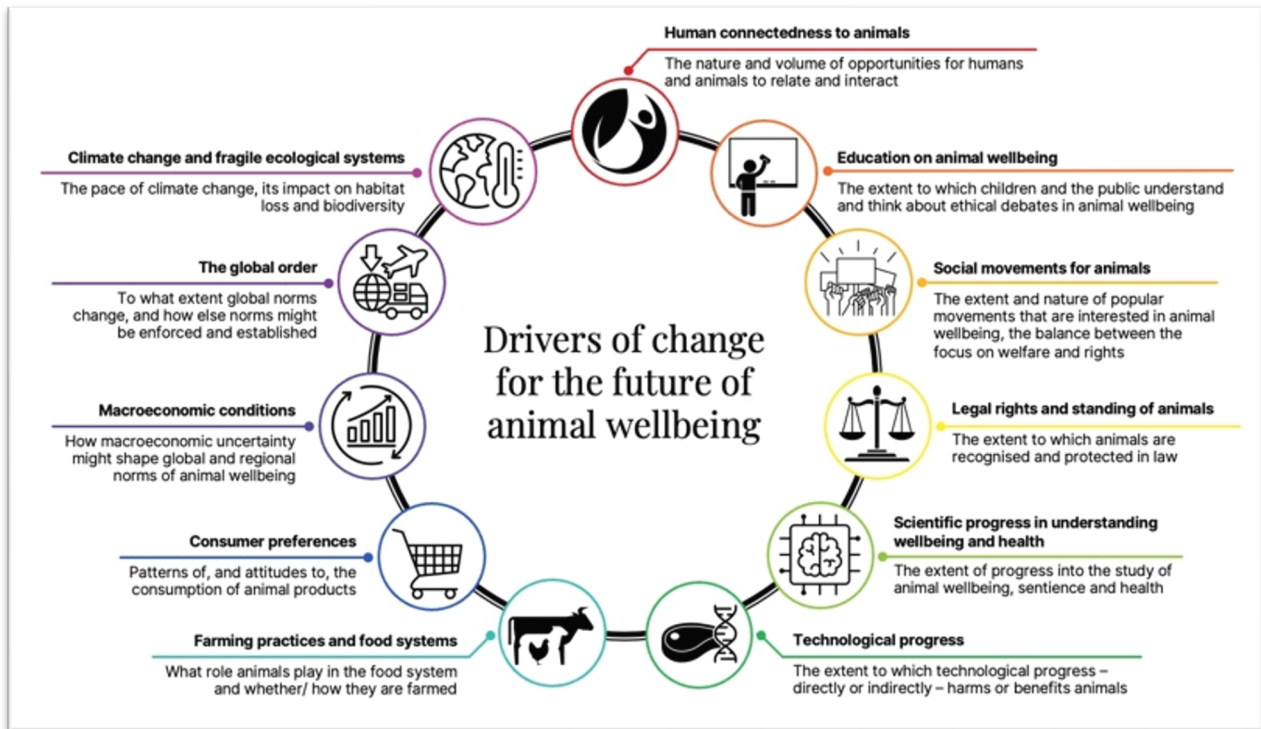 Human connectedness to animals
The nature and volume of opportunities for humans
and animals to relate and interact
Education on animal wellbeing
The extent to which children and the public understand
and think about ethical debates in animal wellbeing
Social movements for animals
The extent and nature of popular
movements that are interested in animal
wellbeing, the balance between the
focus on welfare and rights
Legal rights and standing of animals
The extent to which animals are
recognised and protected in law
Scientific progress in understanding
wellbeing and health
The extent of progress into the study of
animal wellbeing, sentience and health
Technological progress
The extent to which technological progress –
directly or indirectly – harms or benefits animals
Farming practices and food systems
What role animals play in the food system
and whether/ how they are farmed
Consumer preferences
Patterns of, and attitudes to, the
consumption of animal products
Macroeconomic conditions
How macroeconomic uncertainty
might shape global and regional
norms of animal wellbeing
The global order
To what extent global norms
change, and how else norms might
be enforced and established
Climate change and fragile ecological systems
The pace of climate change, its impact on habitat
loss and biodiversity
Drivers of change
for the future of
animal wellbeing